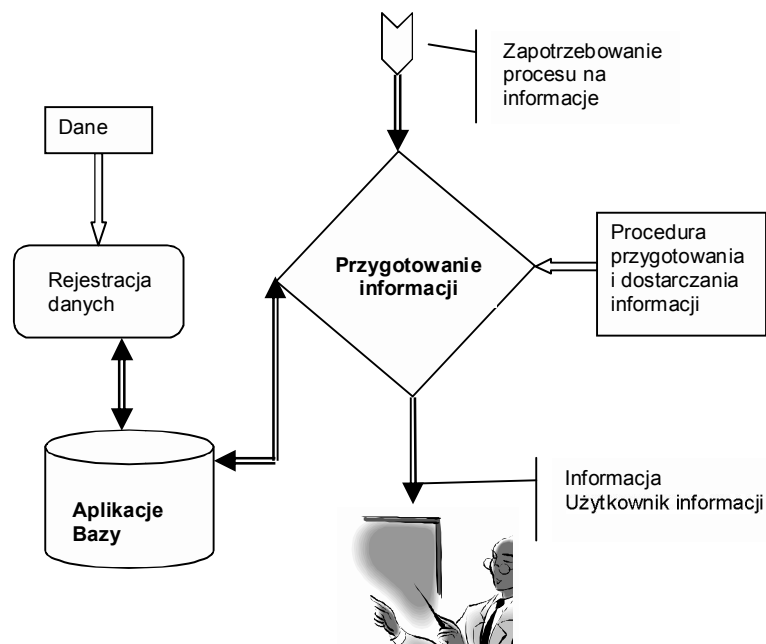 Zapotrzebowanie
procesu na
informacje
Dane
Procedura
przygotowania
i dostarczania
informacji
Przygotowanie
informacji
Rejestracja
danych
Aplikacje
Bazy
Informacja
Użytkownik informacji